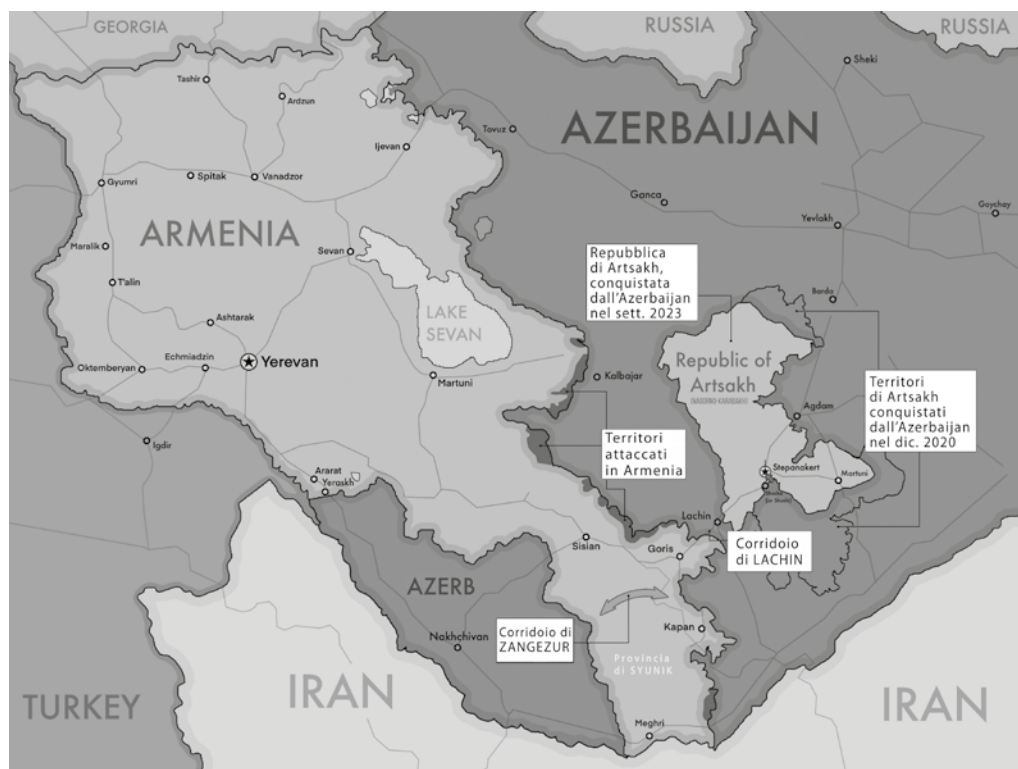 GEORGIA
RUSSIA
RUSSIA
Tashir
Ardzun
Sheki
Tovuz
AZERBAIJAN
Ijevan
Gyumri
Spitak
Vanadzor
Ganca
Goychay
Yevlakh
ARMENIA
Maralik
Sevan
Repubblica
di Artsakh,
conquistata
dall'Azerbaijan
nel sett. 2023
T'alin
Bardo
LAKE
SEVAN
Ashtarak
Echmiadzin
Yerevan
Oktemberyan
Martuni
Kalbajar
Republic of
Artsakh
Territori
di Artsakh
conquistati
dall'Azerbaijan
nel dic. 2020
Agdam
Igdir
Territori
attaccati
in Armenia
Ararat
Yeraskh
Stepanakert
Martuni
Lachin
Sisian
Goris
Corridoio
di LACHIN
AZERB
Nakhchivan
Corridoio di
ZANGEZUR
Kapan
Provincia
di SYUNIK
IRAN
IRAN
TURKEY
Meghri